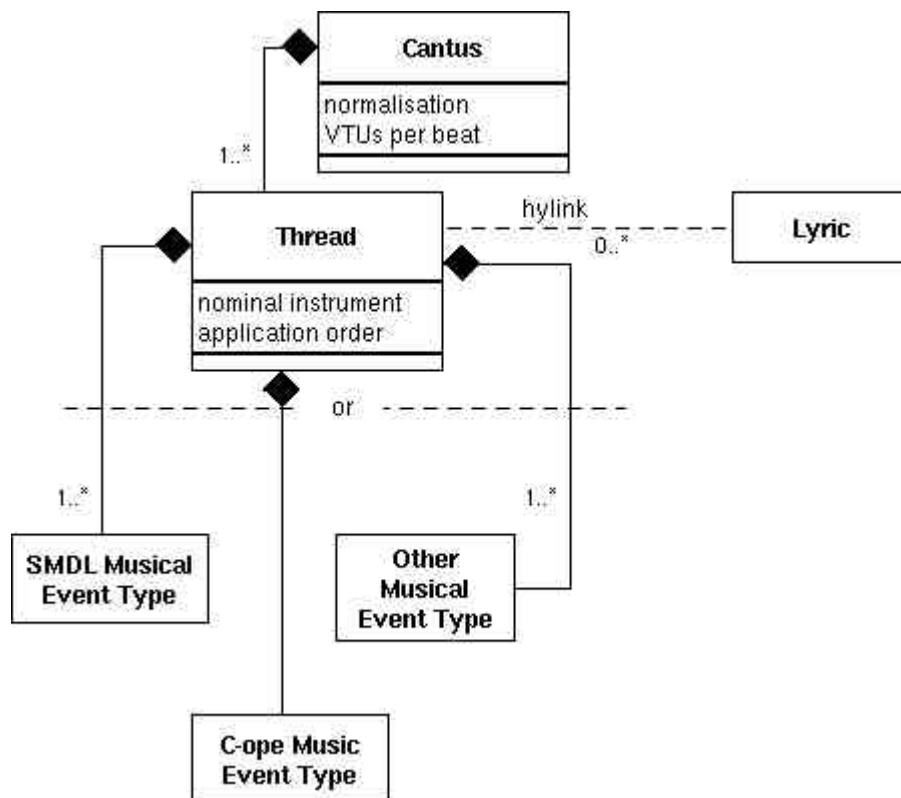 Cantus
normalisation
VTUs per beat
1..*
Thread
nominal instrument
application order
hylink
0..*
Lyric
or
1..*
1..*
SMDL Musical
Event Type
Other
Musical
Event Type
C-ope Music
Event Type